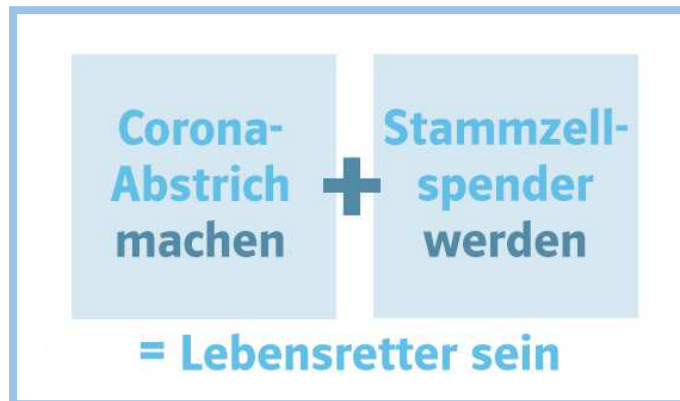 Corona-
Abstrich
machen
+
Stammzell-
spender
werden
= Lebensretter sein